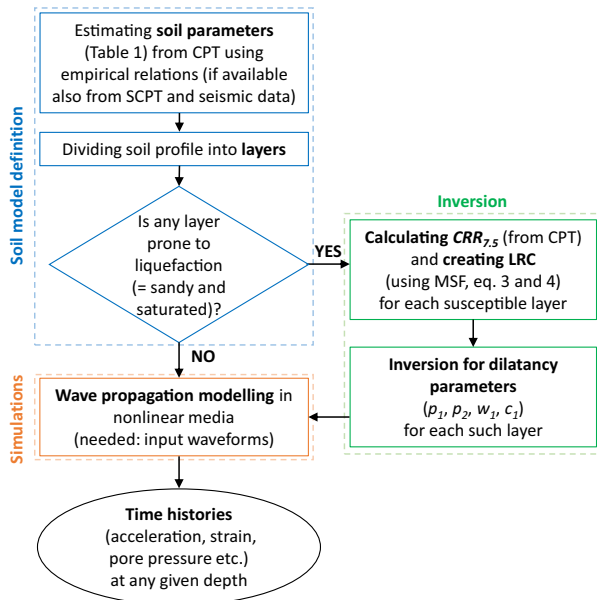 Soil model definition
Estimating soil parameters
(Table 1) from CPT using
empirical relations (if available
also from SCPT and seismic data)
Dividing soil profile into layers
Is any layer
prone to
liquefaction
(= sandy and
saturated)?
YES
NO
Inversion
Calculating CRR7.5 (from CPT)
and creating LRC
(using MSF, eq. 3 and 4)
for each susceptible layer
Inversion for dilatancy
parameters
(p1, p2, w1, c1)
for each such layer
Simulations
Wave propagation modelling in
nonlinear media
(needed: input waveforms)
Time histories
(acceleration, strain,
pore pressure etc.)
at any given depth